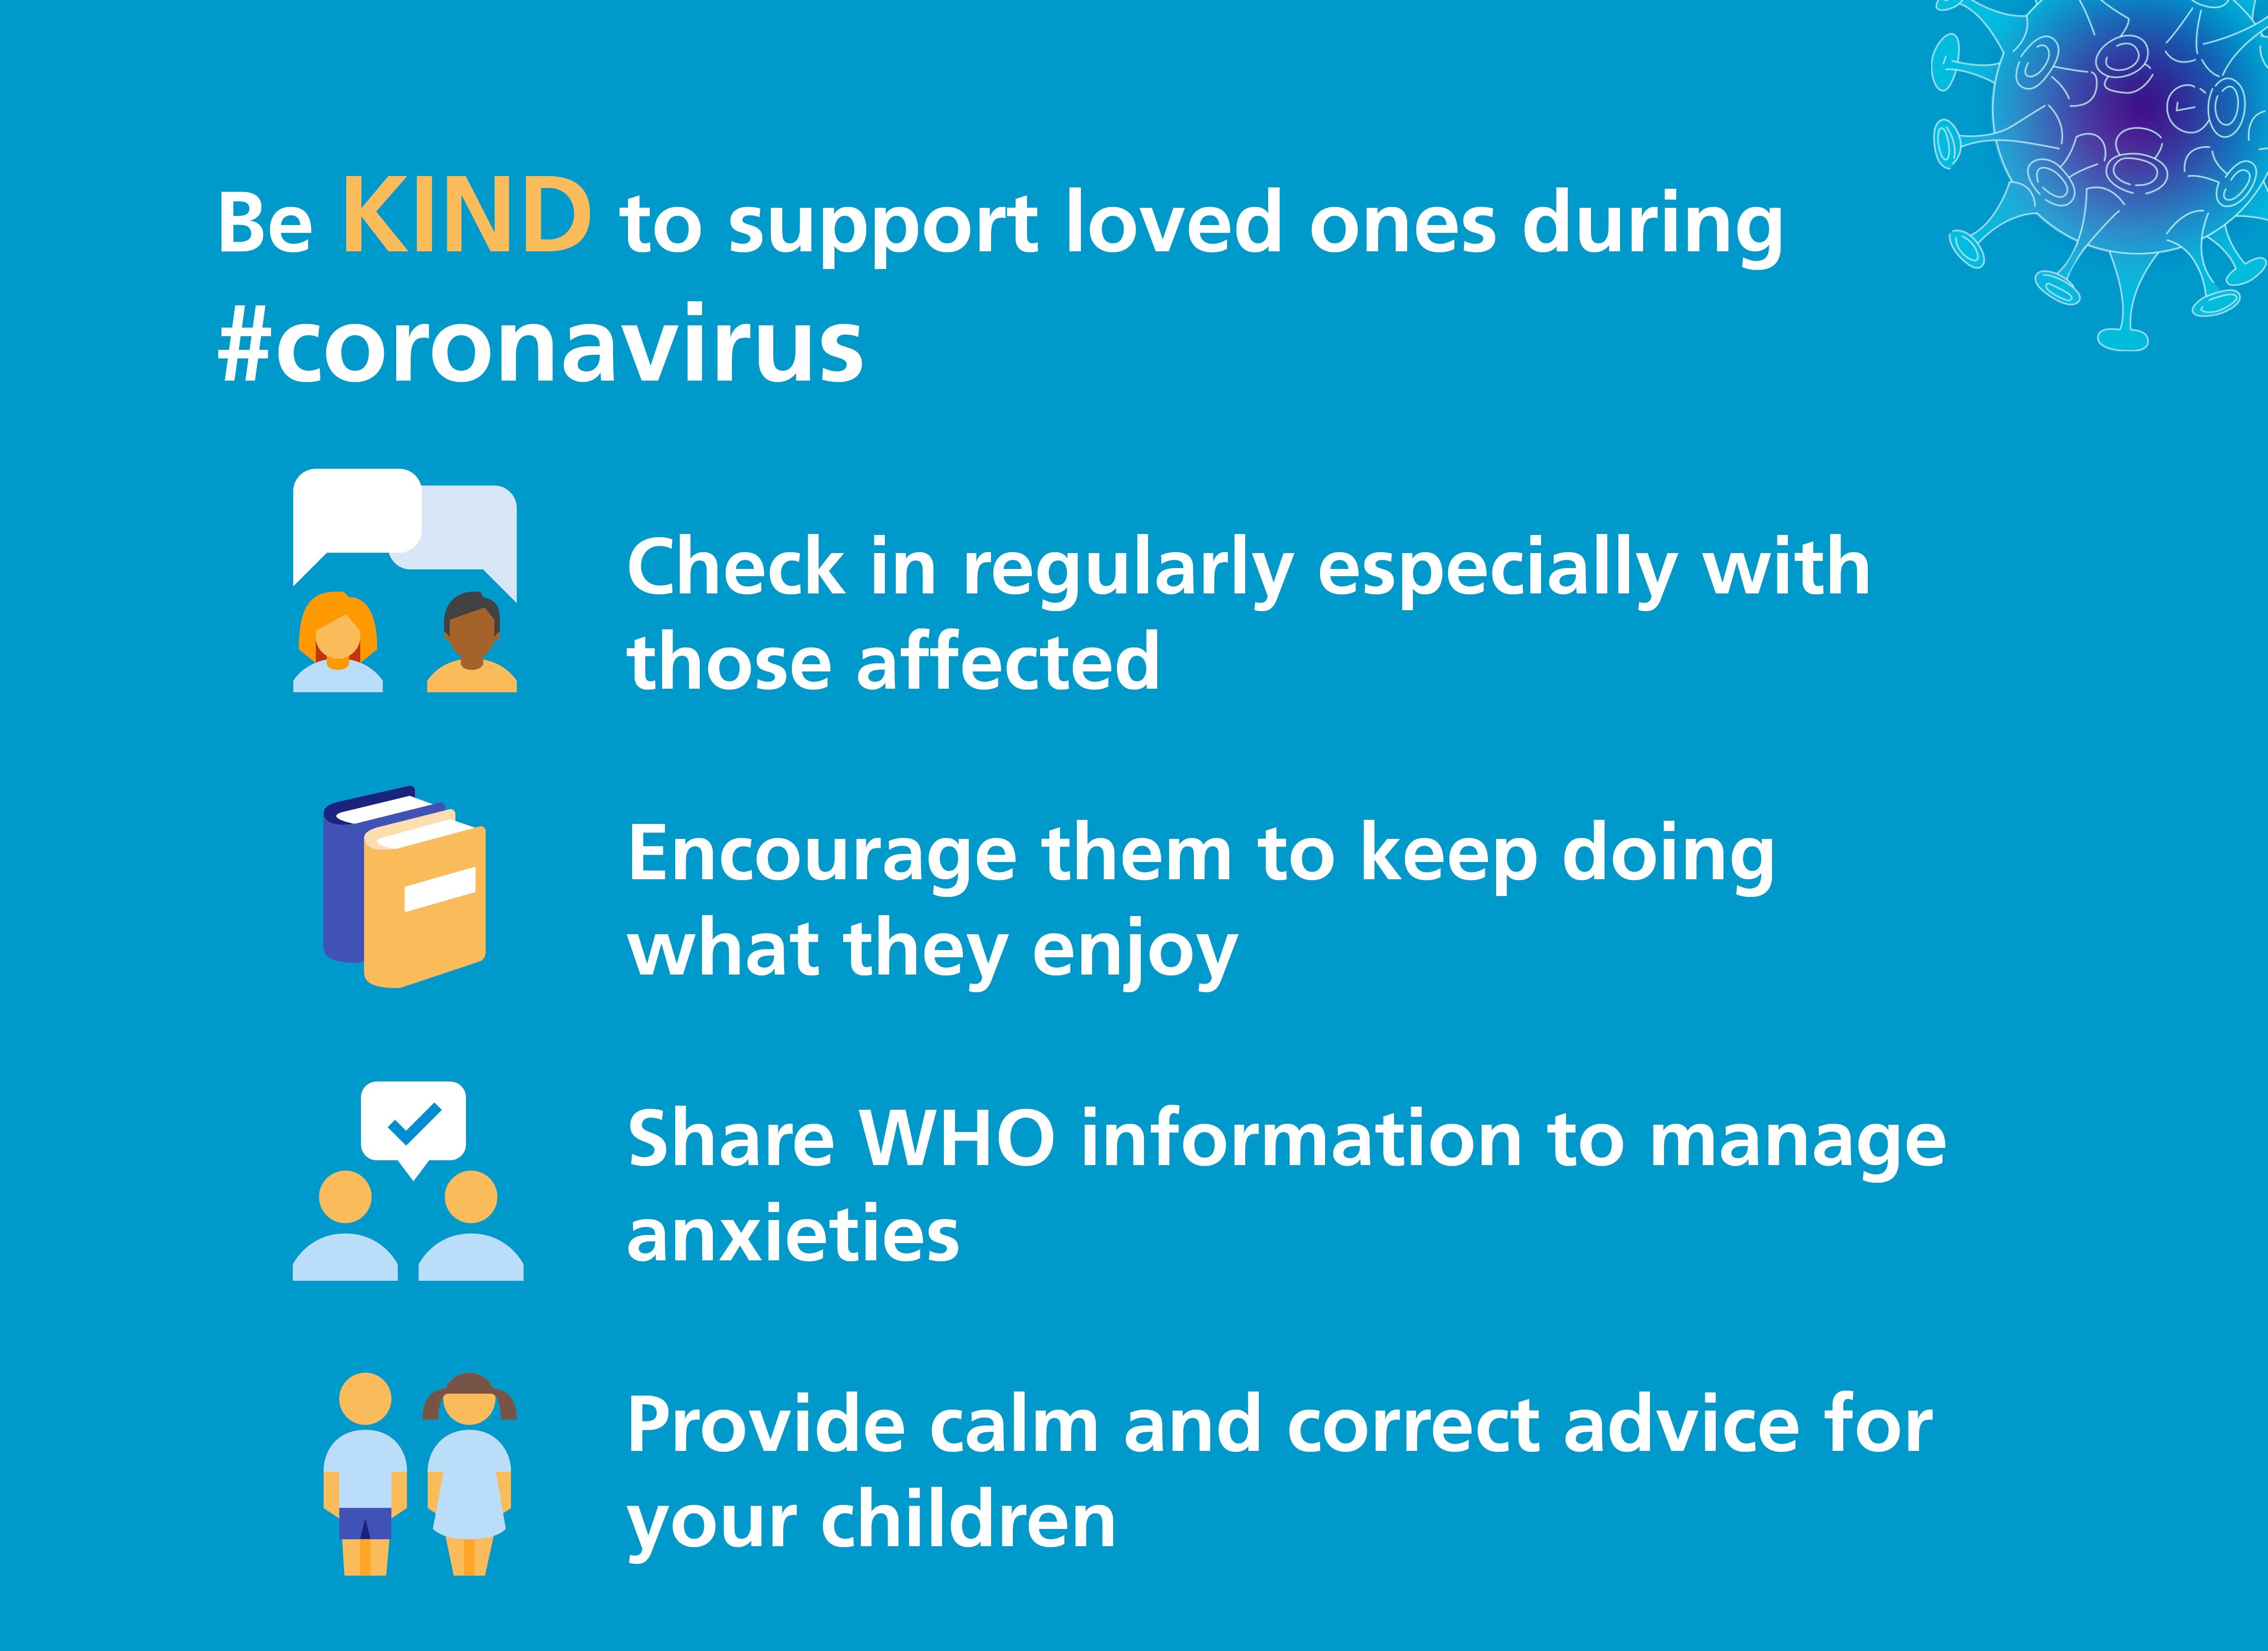 Be KIND to support loved ones during
#coronavirus
Check in regularly especially with
those affected
Encourage them to keep doing
what they enjoy
Share WHO information to manage
anxieties
Provide calm and correct advice for
your children